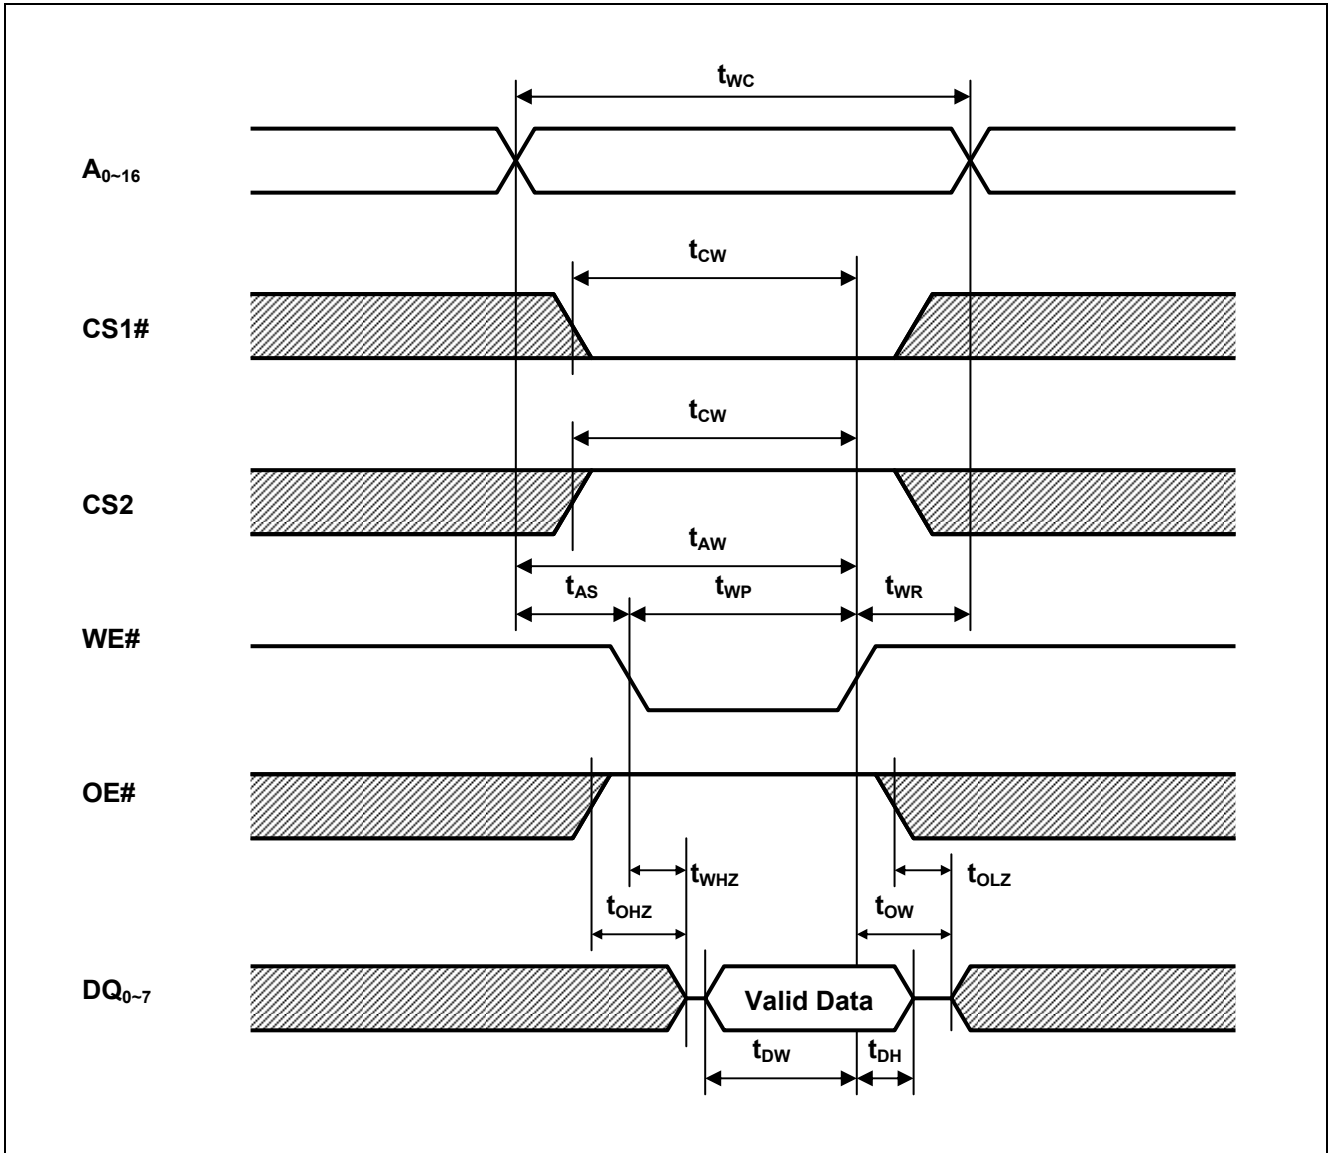 tWC
A0~16
tCW
CS1#
tCW
CS2
tAW
tAS tWP tWR
WE#
OE#
tWHZ tOLZ
tOHZ tOW
DQ0~7 Valid Data
tDW tDH